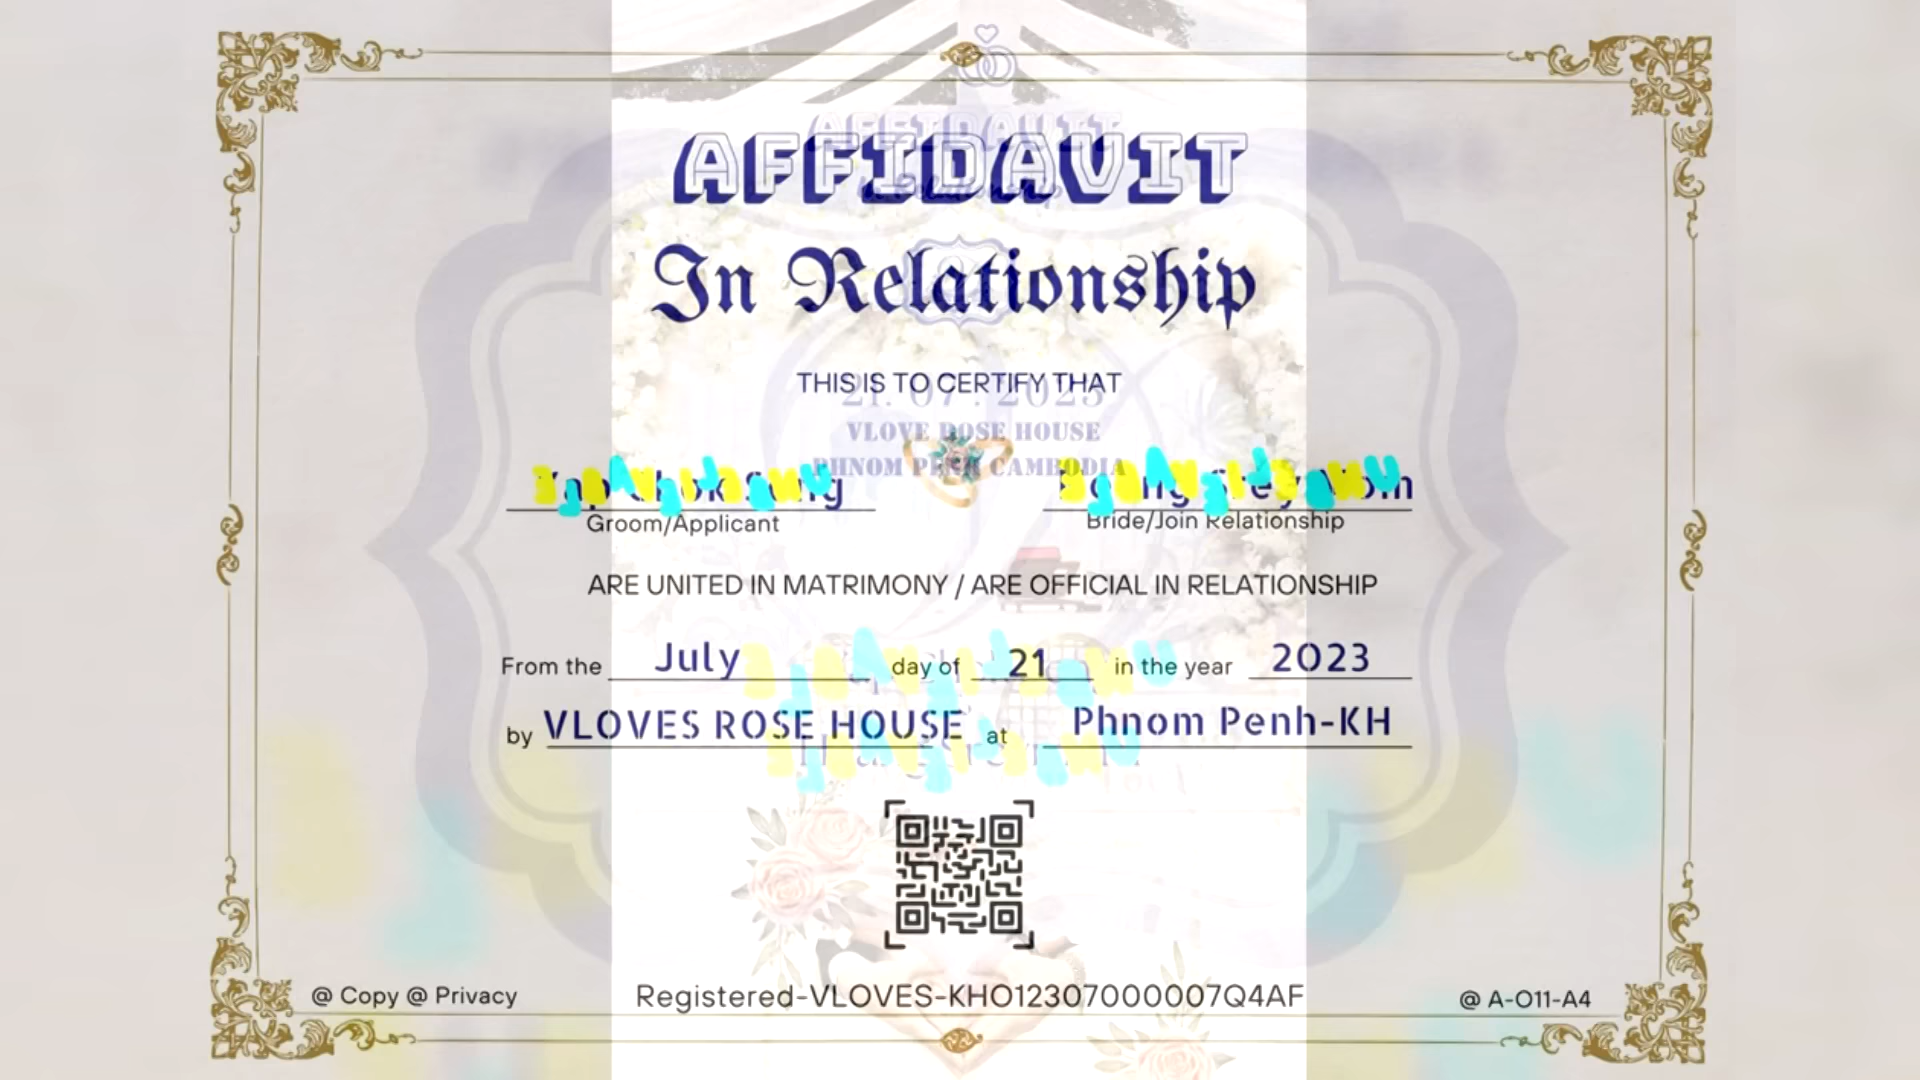 AFFIDAVIT
In Relationship
THIS IS TO CERTIFY THAT
21. 07. 2023
VLOVE ROSE HOUSE
PHNOM PENH CAMBODIA
Groom/Applicant
Bride/Join Relationship
ARE UNITED IN MATRIMONY / ARE OFFICIAL IN RELATIONSHIP
From the July day of 21 in the year 2023
by VLOVES ROSE HOUSE at Phnom Penh-KH
@ Copy @ Privacy
Registered-VLOVES-KHO12307000007Q4AF
@ A-O11-A4